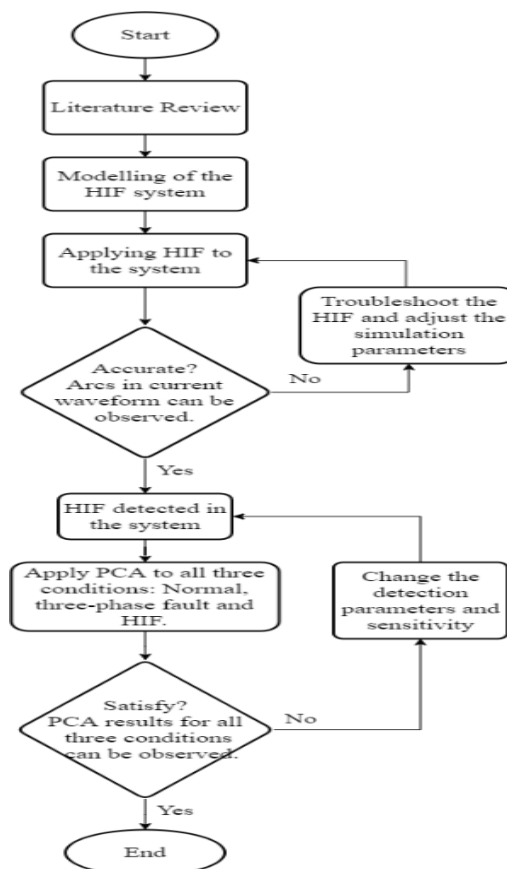 Start
Literature Review
Modelling of the
HIF system
Applying HIF to
the system
Troubleshoot the
HIF and adjust the
simulation
parameters
Accurate?
Arcs in current
waveform can be
observed.
No
Yes
HIF detected in
the system
Apply PCA to all three
conditions: Normal,
three-phase fault and
HIF.
Change the
detection
parameters and
sensitivity
Satisfy?
PCA results for all
three conditions
can be observed.
No
Yes
End